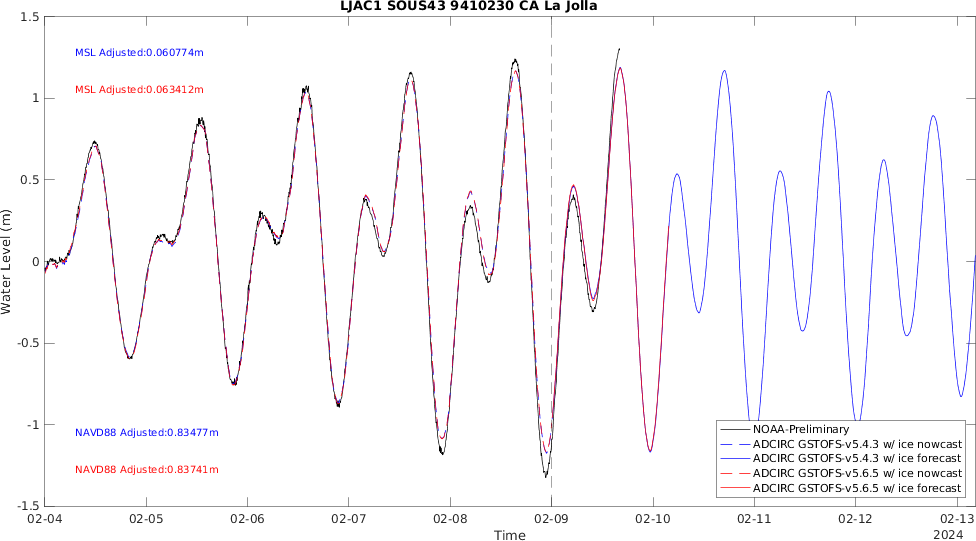 LJAC1 SOUS43 9410230 CA La Jolla
1.5
1
0.5
0
-0.5
-1
-1.5
Water Level (m)
MSL Adjusted:0.060774m
MSL Adjusted:0.063412m
NAVD88 Adjusted:0.83477m
NAVD88 Adjusted:0.83741m
NOAA-Preliminary
ADCIRC GSTOFS-v5.4.3 w/ ice nowcast
ADCIRC GSTOFS-v5.4.3 w/ ice forecast
ADCIRC GSTOFS-v5.6.5 w/ ice nowcast
ADCIRC GSTOFS-v5.6.5 w/ ice forecast
02-04 02-05 02-06 02-07 02-08 02-09 02-10 02-11 02-12 02-13
Time
2024